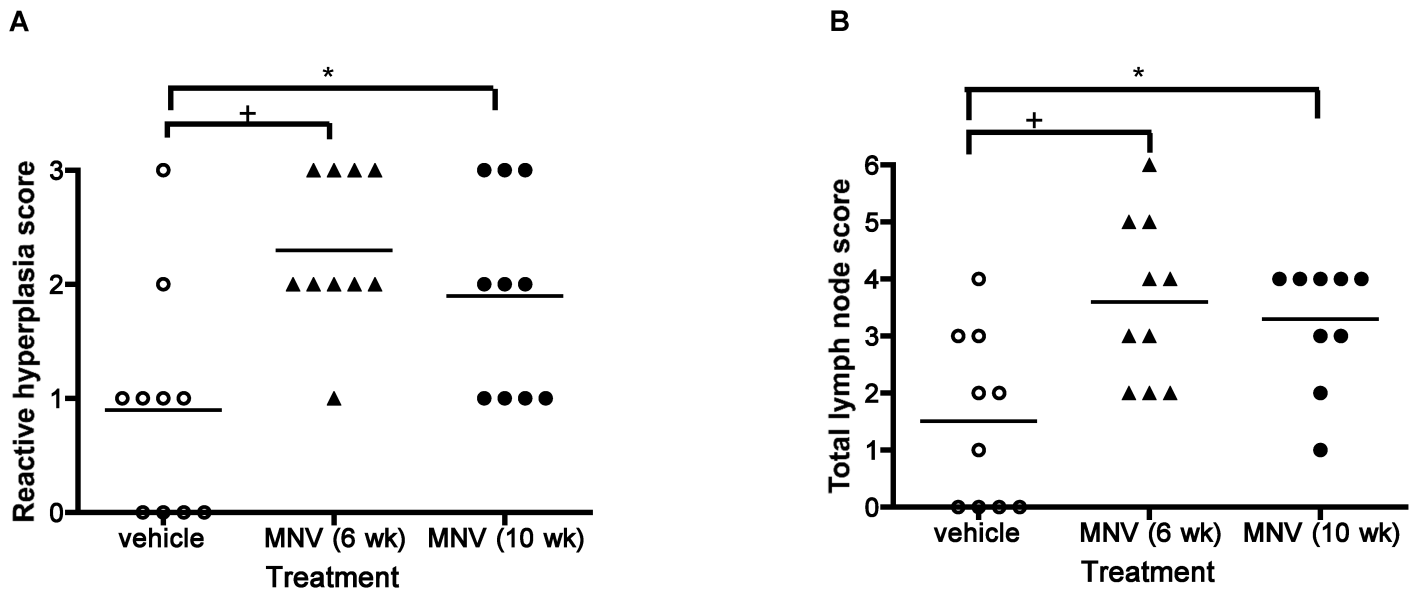 A
*
+
Reactive hyperplasia score
3
2
1
0
vehicle MNV (6 wk) MNV (10 wk)
Treatment
B
*
+
Total lymph node score
6
5
4
3
2
1
0
vehicle MNV (6 wk) MNV (10 wk)
Treatment